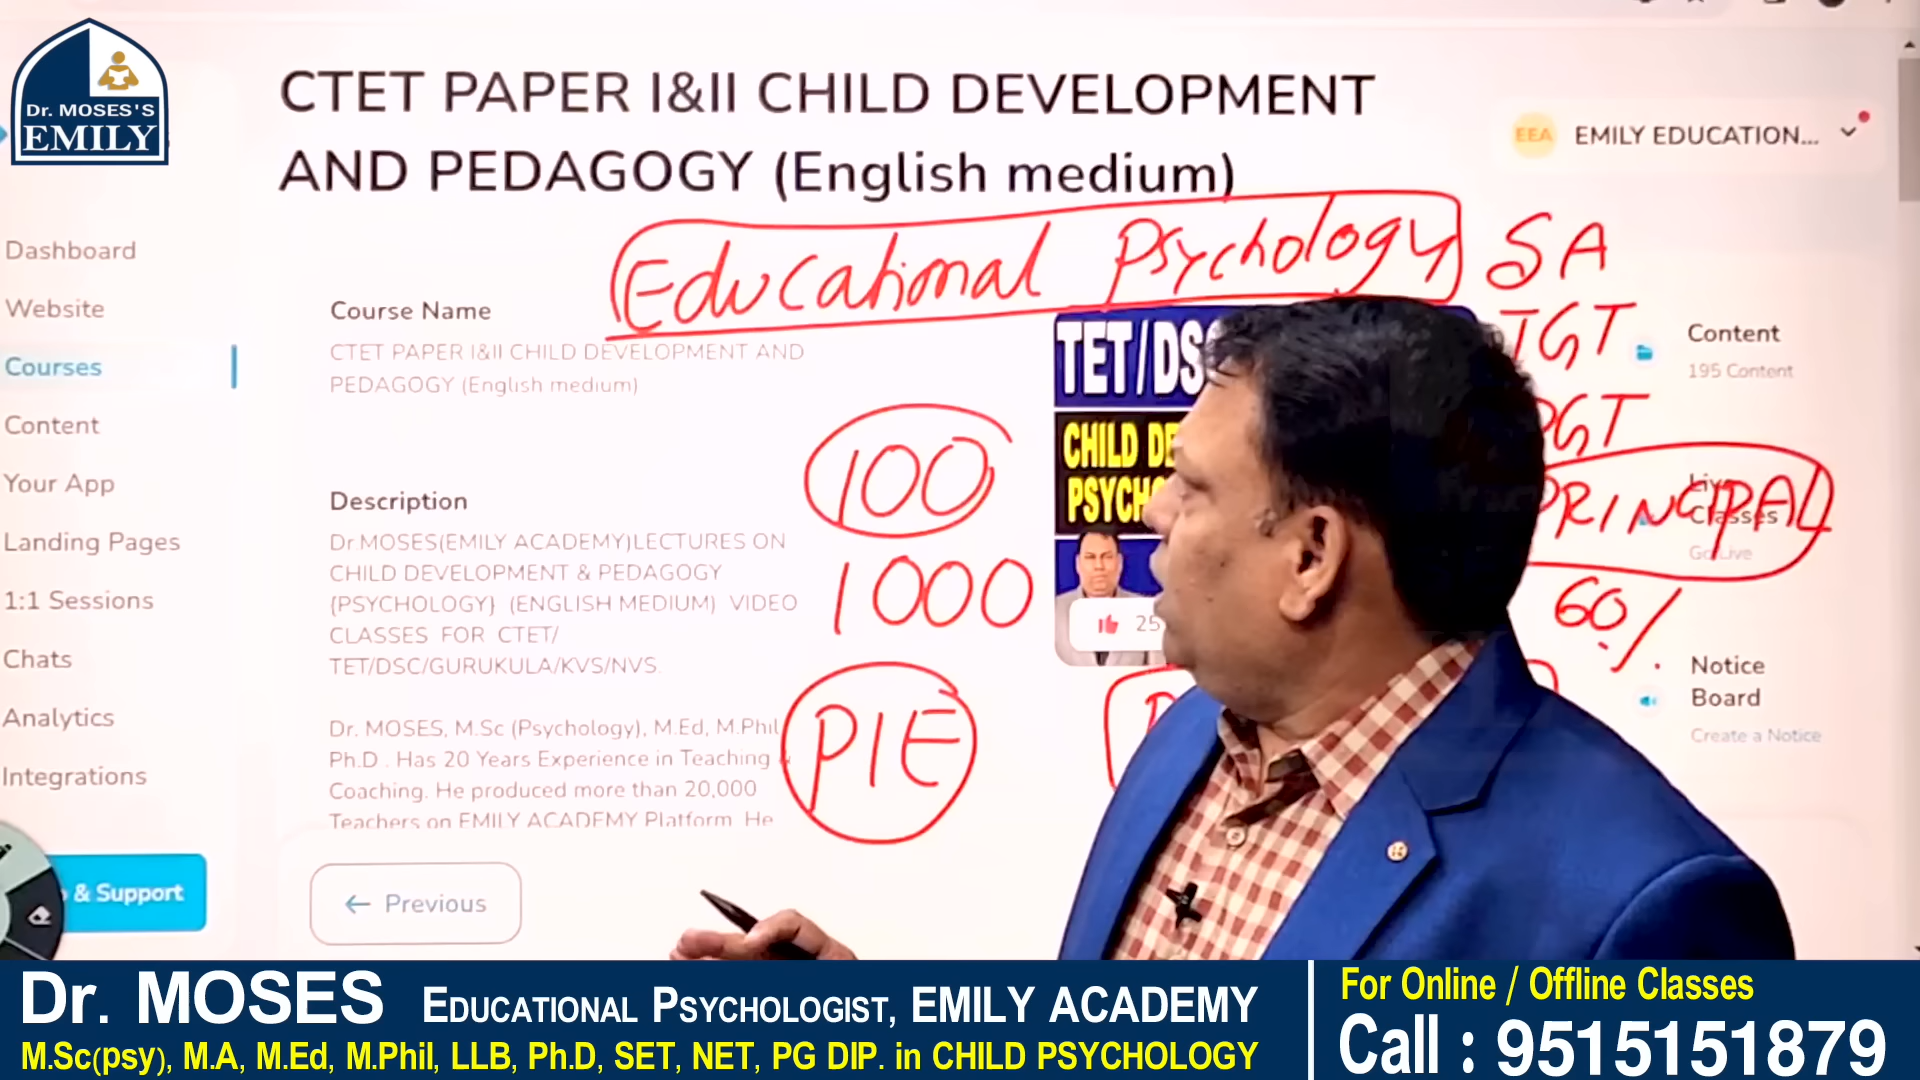 Dr. MOSES'S
EMILY
CTET PAPER I&II CHILD DEVELOPMENT
AND PEDAGOGY (English medium)
EEA EMILY EDUCATION...
Educational Psychology
SA
TGT
PGT
PRINCIPAL
60%
Dashboard
Website
Courses
Content
Your App
Landing Pages
1:1 Sessions
Chats
Analytics
Integrations
& Support
Course Name
CTET PAPER I&II CHILD DEVELOPMENT AND
PEDAGOGY (English medium)
Description
Dr.MOSES(EMILY ACADEMY)LECTURES ON
CHILD DEVELOPMENT & PEDAGOGY
{PSYCHOLOGY} (ENGLISH MEDIUM) VIDEO
CLASSES FOR CTET/
TET/DSC/GURUKULA/KVS/NVS.
Dr. MOSES, M.Sc (Psychology), M.Ed, M.Phil
Ph.D . Has 20 Years Experience in Teaching &
Coaching. He produced more than 20,000
Teachers on EMILY ACADEMY Platform. He
100
1000
PIE
TET/DS
CHILD DE
PSYCH
25
Content
195 Content
Live
Classes
Go Live
Notice
Board
Create a Notice
← Previous
Dr. MOSES EDUCATIONAL PSYCHOLOGIST, EMILY ACADEMY
M.Sc(psy), M.A, M.Ed, M.Phil, LLB, Ph.D, SET, NET, PG DIP. in CHILD PSYCHOLOGY
For Online / Offline Classes
Call : 9515151879